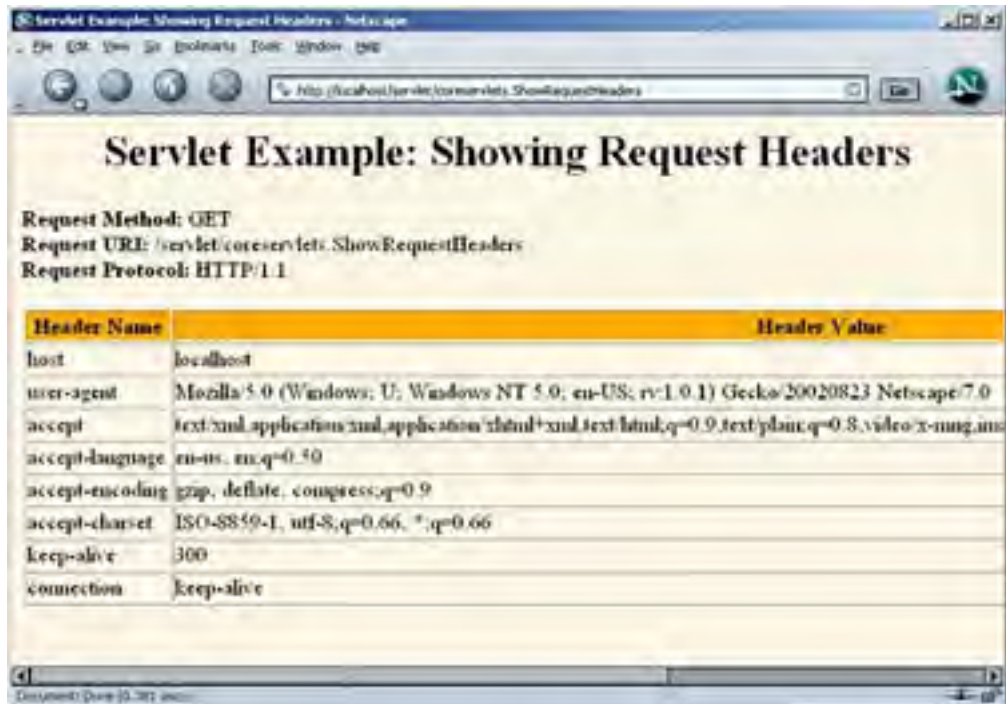 Servlet Example: Showing Request Headers - Netscape
File Edit View Go Bookmarks Tools Window Help
http://localhost/servlet/coreservlets.ShowRequestHeaders Go N
Servlet Example: Showing Request Headers
Request Method: GET
Request URI: /servlet/coreservlets.ShowRequestHeaders
Request Protocol: HTTP/1.1
Header Name Header Value
host localhost
user-agent Mozilla/5.0 (Windows; U; Windows NT 5.0; en-US; rv:1.0.1) Gecko/20020823 Netscape/7.0
accept text/xml,application/xml,application/xhtml+xml,text/html;q=0.9,text/plain;q=0.8,video/x-mng,ima
accept-language en-us, en;q=0.50
accept-encoding gzip, deflate, compress;q=0.9
accept-charset ISO-8859-1, utf-8;q=0.66, *;q=0.66
keep-alive 300
connection keep-alive
Document: Done